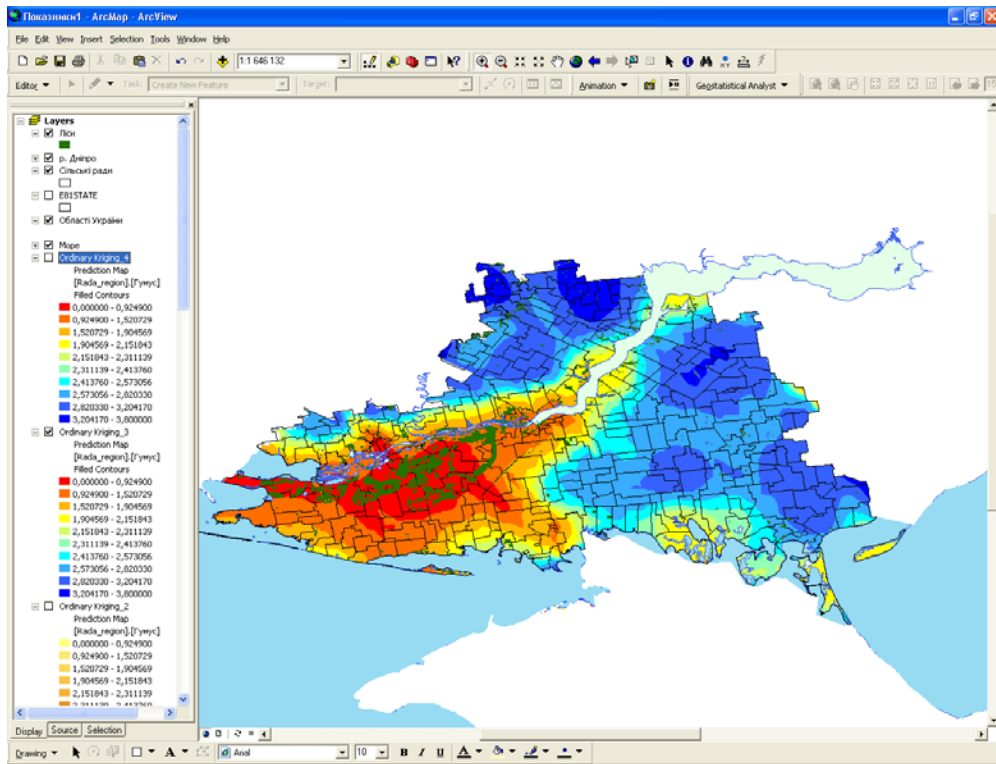 Показники1 - ArcMap - ArcView
File Edit View Insert Selection Tools Window Help
1:1 646 132
Editor Task: Create New Feature Target: Animation Geostatistical Analyst
Layers
Ліси
р. Дніпро
Сільські ради
E81STATE
Області України
Море
Ordinary Kriging_4
Prediction Map
[Rada_region].[Гумус]
Filled Contours
0,000000 - 0,924900
0,924900 - 1,520729
1,520729 - 1,904569
1,904569 - 2,151843
2,151843 - 2,311139
2,311139 - 2,413760
2,413760 - 2,573056
2,573056 - 2,820330
2,820330 - 3,204170
3,204170 - 3,800000
Ordinary Kriging_3
Prediction Map
[Rada_region].[Гумус]
Filled Contours
0,000000 - 0,924900
0,924900 - 1,520729
1,520729 - 1,904569
1,904569 - 2,151843
2,151843 - 2,311139
2,311139 - 2,413760
2,413760 - 2,573056
2,573056 - 2,820330
2,820330 - 3,204170
3,204170 - 3,800000
Ordinary Kriging_2
Prediction Map
[Rada_region].[Гумус]
Filled Contours
0,000000 - 0,924900
0,924900 - 1,520729
1,520729 - 1,904569
1,904569 - 2,151843
2,151843 - 2,311139
2,311139 - 2,413760
Display Source Selection
Drawing A Arial 10 B I U A